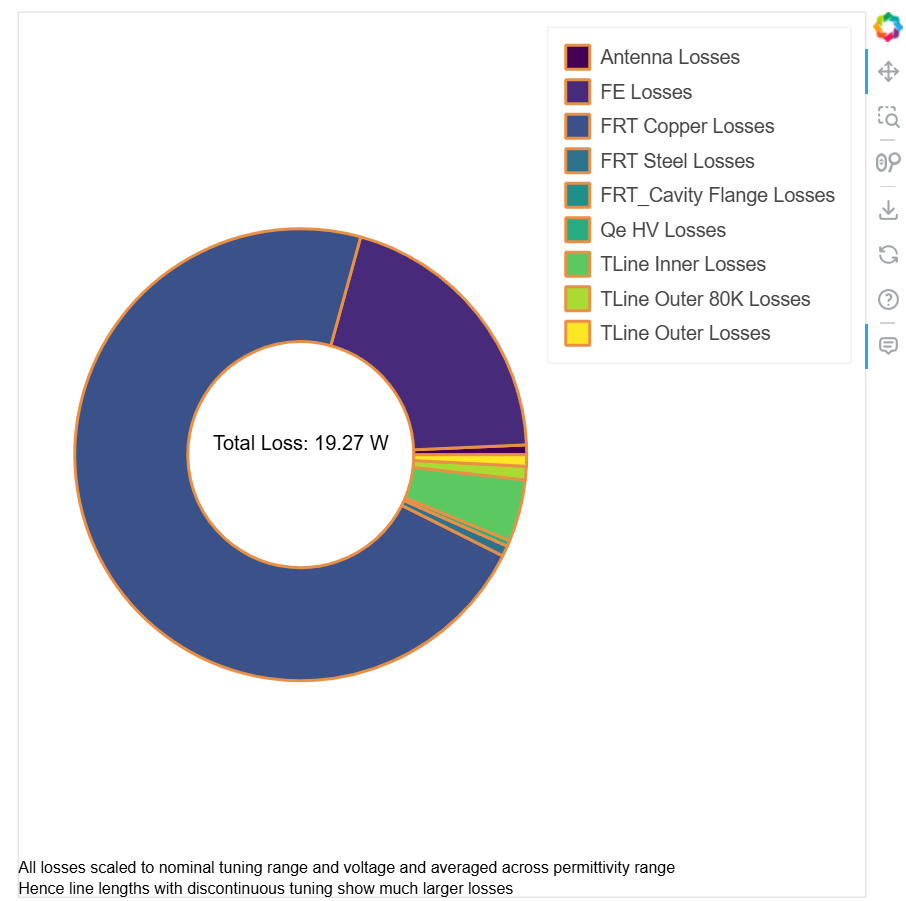 Antenna Losses
FE Losses
FRT Copper Losses
FRT Steel Losses
FRT_Cavity Flange Losses
Qe HV Losses
TLine Inner Losses
TLine Outer 80K Losses
TLine Outer Losses
Total Loss: 19.27 W
All losses scaled to nominal tuning range and voltage and averaged across permittivity range
Hence line lengths with discontinuous tuning show much larger losses